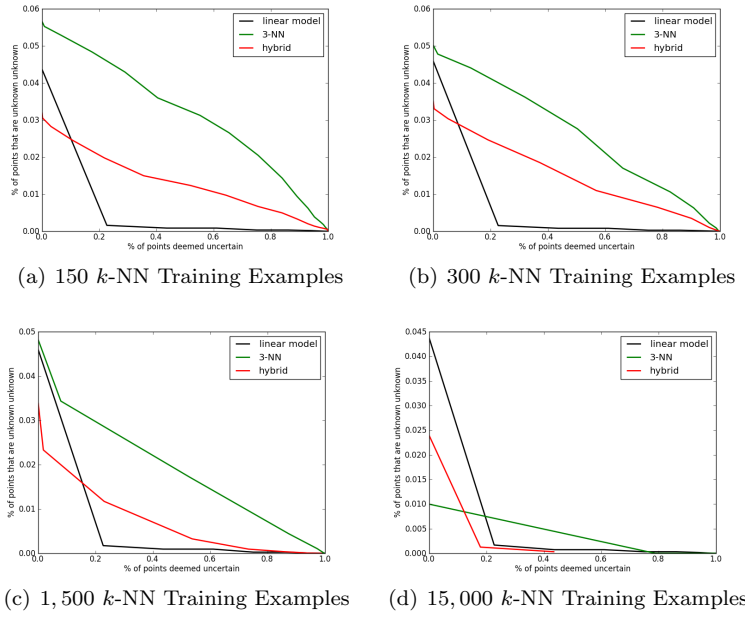 0.06
0.05
0.04
0.03
0.02
0.01
0.00
% of points that are unknown unknown
0.0 0.2 0.4 0.6 0.8 1.0
% of points deemed uncertain
linear model
3-NN
hybrid
(a) 150 k-NN Training Examples
0.06
0.05
0.04
0.03
0.02
0.01
0.00
% of points that are unknown unknown
0.0 0.2 0.4 0.6 0.8 1.0
% of points deemed uncertain
linear model
3-NN
hybrid
(b) 300 k-NN Training Examples
0.05
0.04
0.03
0.02
0.01
0.00
% of points that are unknown unknown
0.0 0.2 0.4 0.6 0.8 1.0
% of points deemed uncertain
linear model
3-NN
hybrid
(c) 1,500 k-NN Training Examples
0.045
0.040
0.035
0.030
0.025
0.020
0.015
0.010
0.005
0.000
% of points that are unknown unknown
0.0 0.2 0.4 0.6 0.8 1.0
% of points deemed uncertain
linear model
3-NN
hybrid
(d) 15,000 k-NN Training Examples